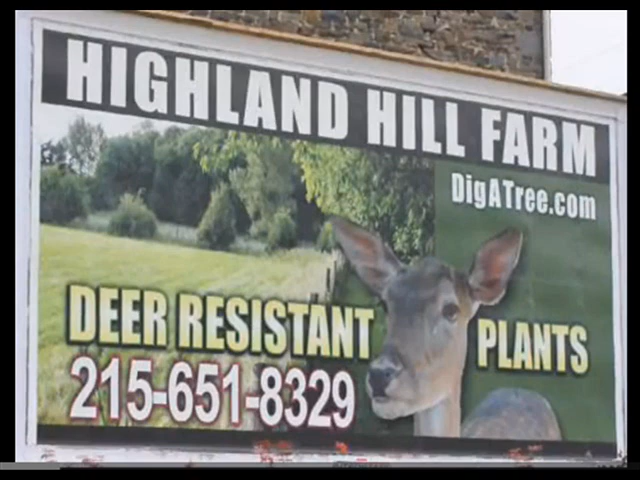 HIGHLAND HILL FARM
DigATree.com
DEER RESISTANT PLANTS
215-651-8329